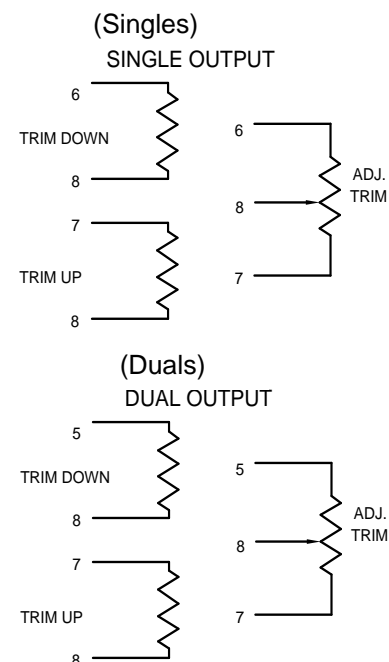 (Singles)
SINGLE OUTPUT
6
TRIM DOWN
8
7
TRIM UP
8
6
8
7
ADJ.
TRIM
(Duals)
DUAL OUTPUT
5
TRIM DOWN
8
7
TRIM UP
8
5
8
7
ADJ.
TRIM